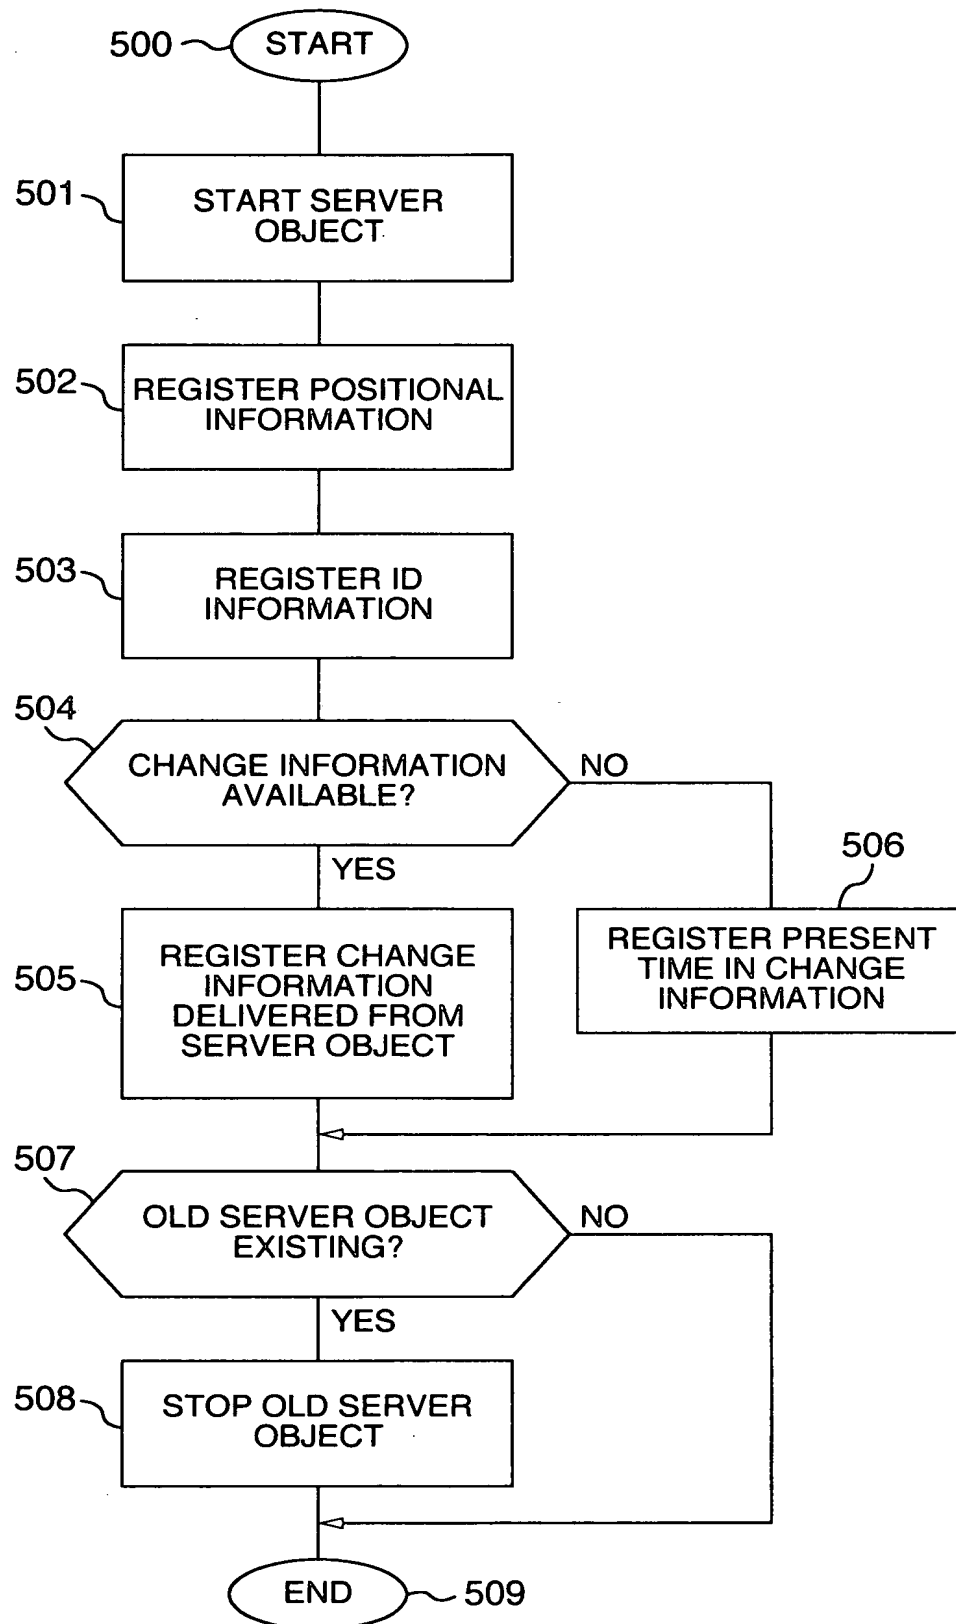 500
START
501
START SERVER
OBJECT
502
REGISTER POSITIONAL
INFORMATION
503
REGISTER ID
INFORMATION
504
CHANGE INFORMATION
AVAILABLE?
NO
YES
505
REGISTER CHANGE
INFORMATION
DELIVERED FROM
SERVER OBJECT
506
REGISTER PRESENT
TIME IN CHANGE
INFORMATION
507
OLD SERVER OBJECT
EXISTING?
NO
YES
508
STOP OLD SERVER
OBJECT
END
509